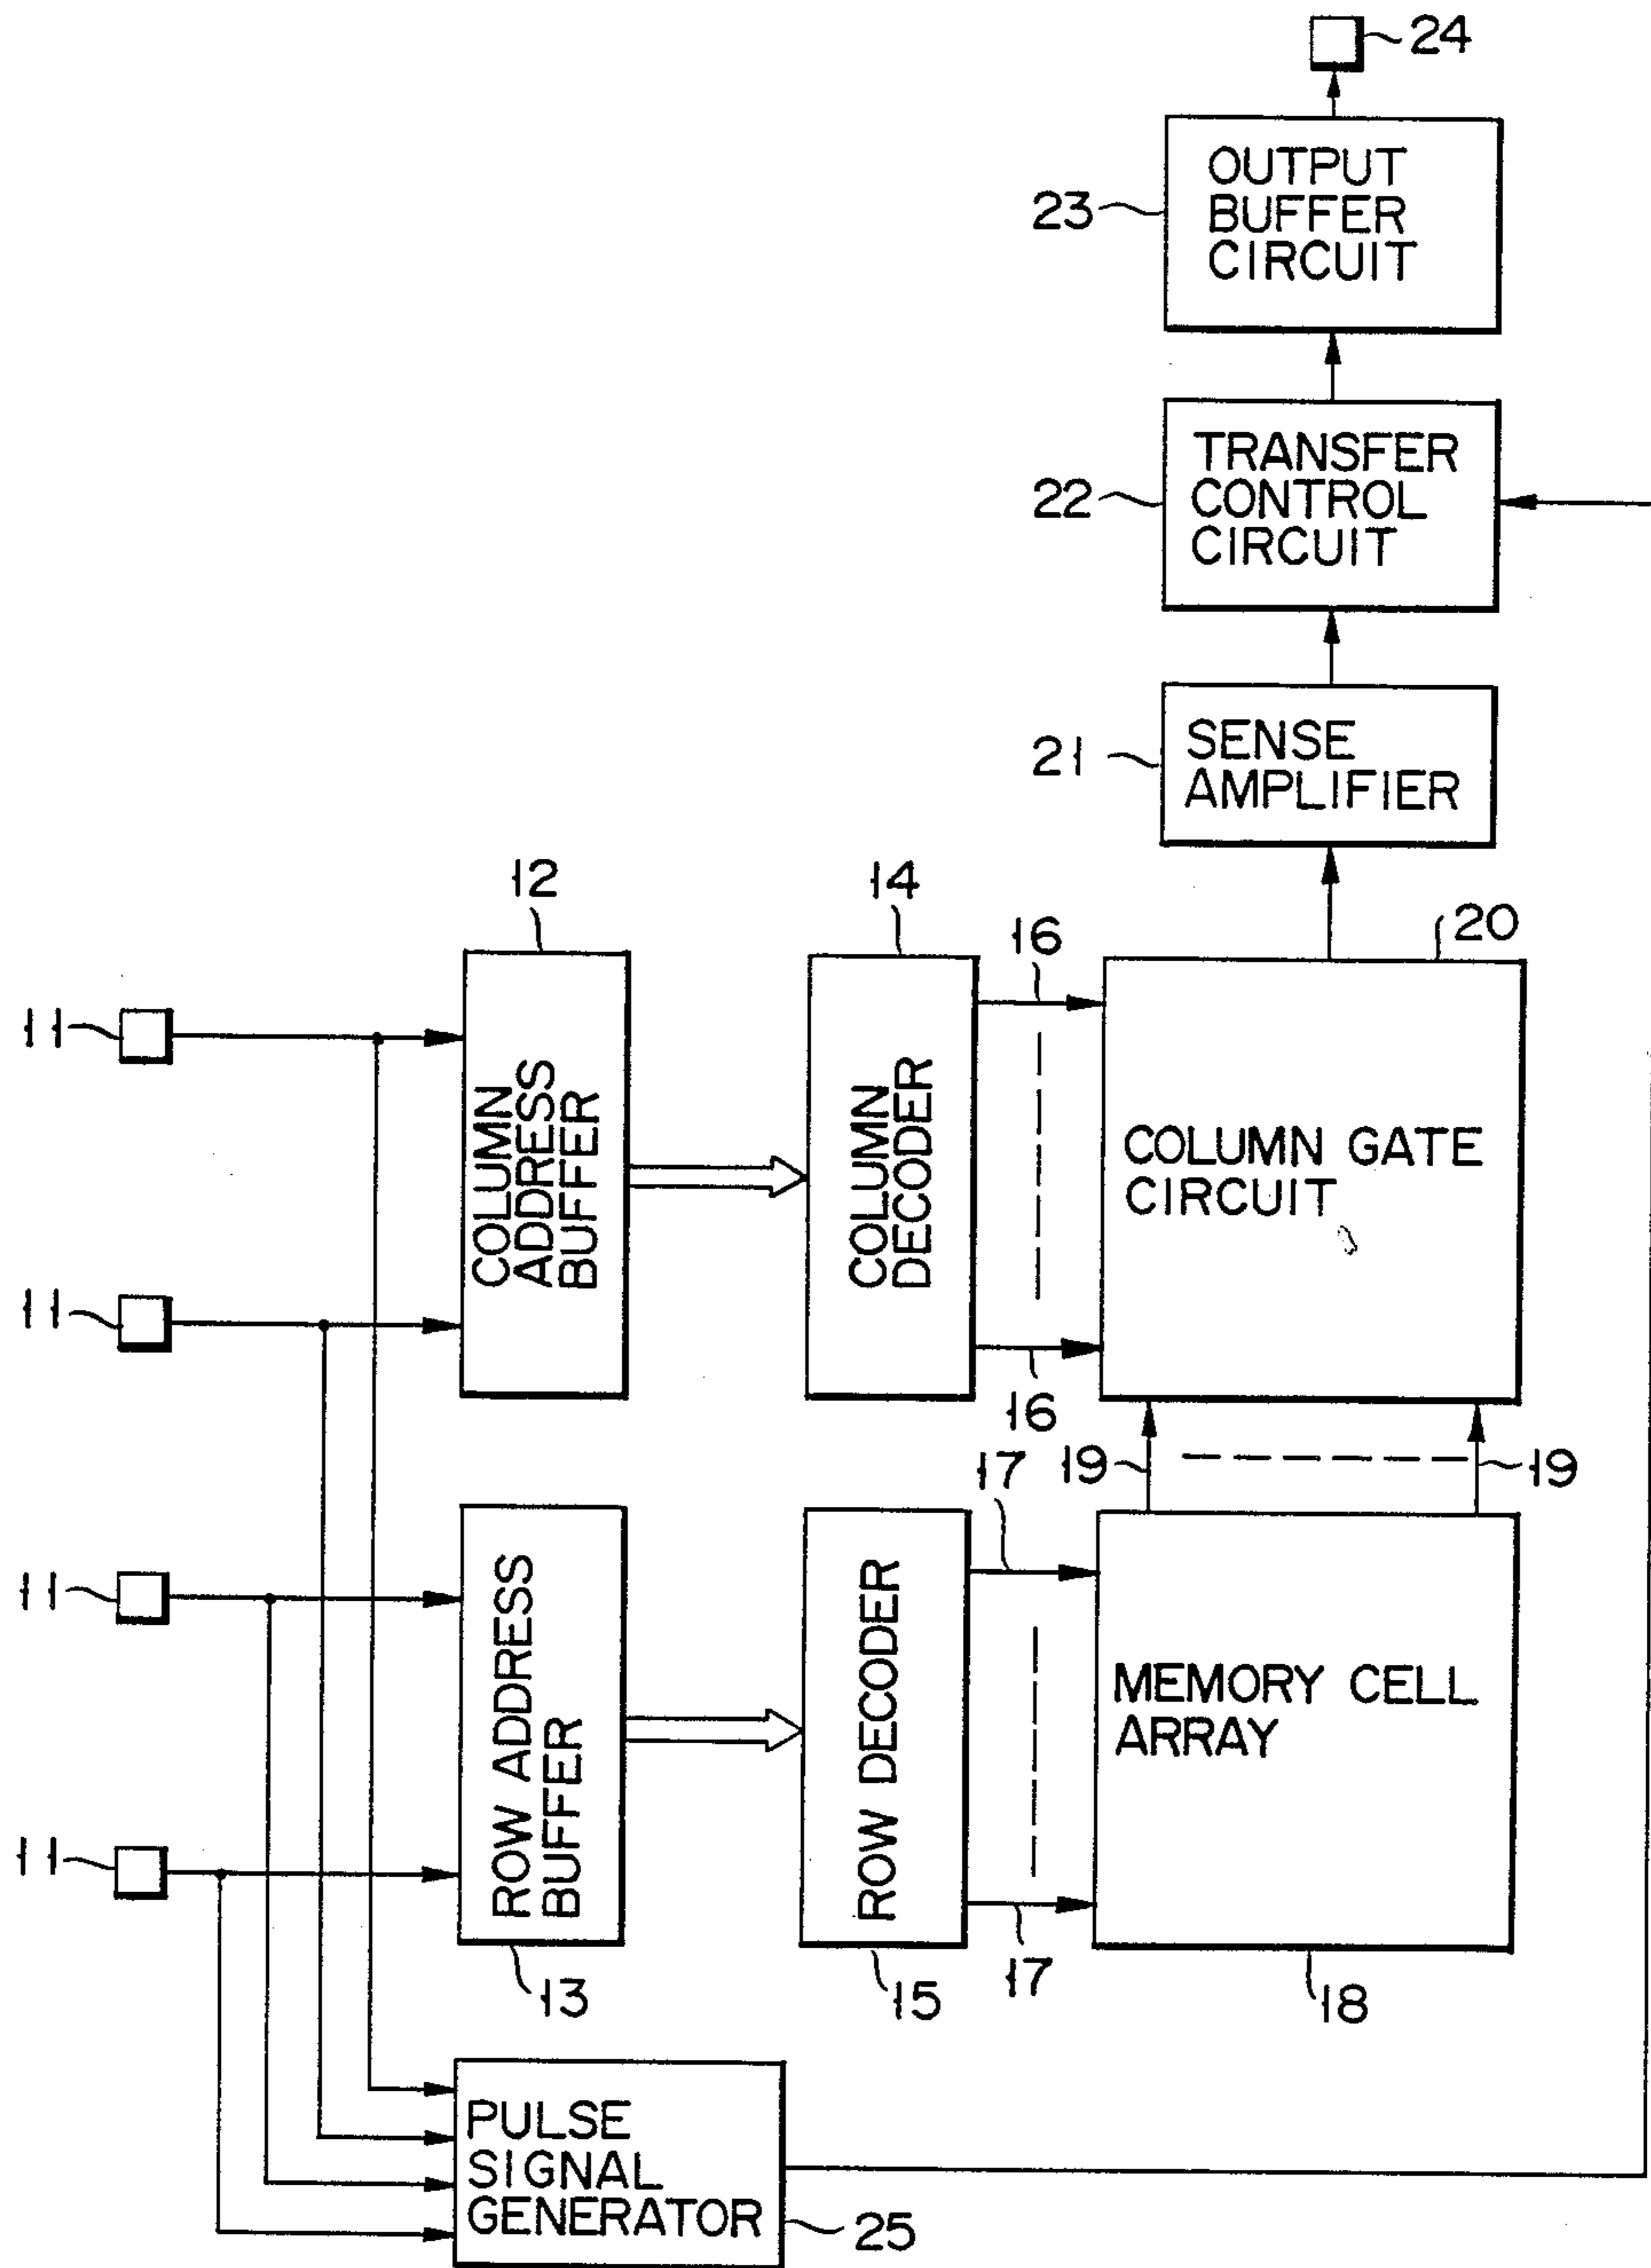 24
OUTPUT
BUFFER
CIRCUIT
23
TRANSFER
CONTROL
CIRCUIT
22
SENSE
AMPLIFIER
21
12
14
16
20
11
COLUMN
ADDRESS
BUFFER
COLUMN
DECODER
COLUMN GATE
CIRCUIT
11
16
17
19
19
11
ROW ADDRESS
BUFFER
ROW DECODER
MEMORY CELL
ARRAY
11
13
15
17
18
PULSE
SIGNAL
GENERATOR
25